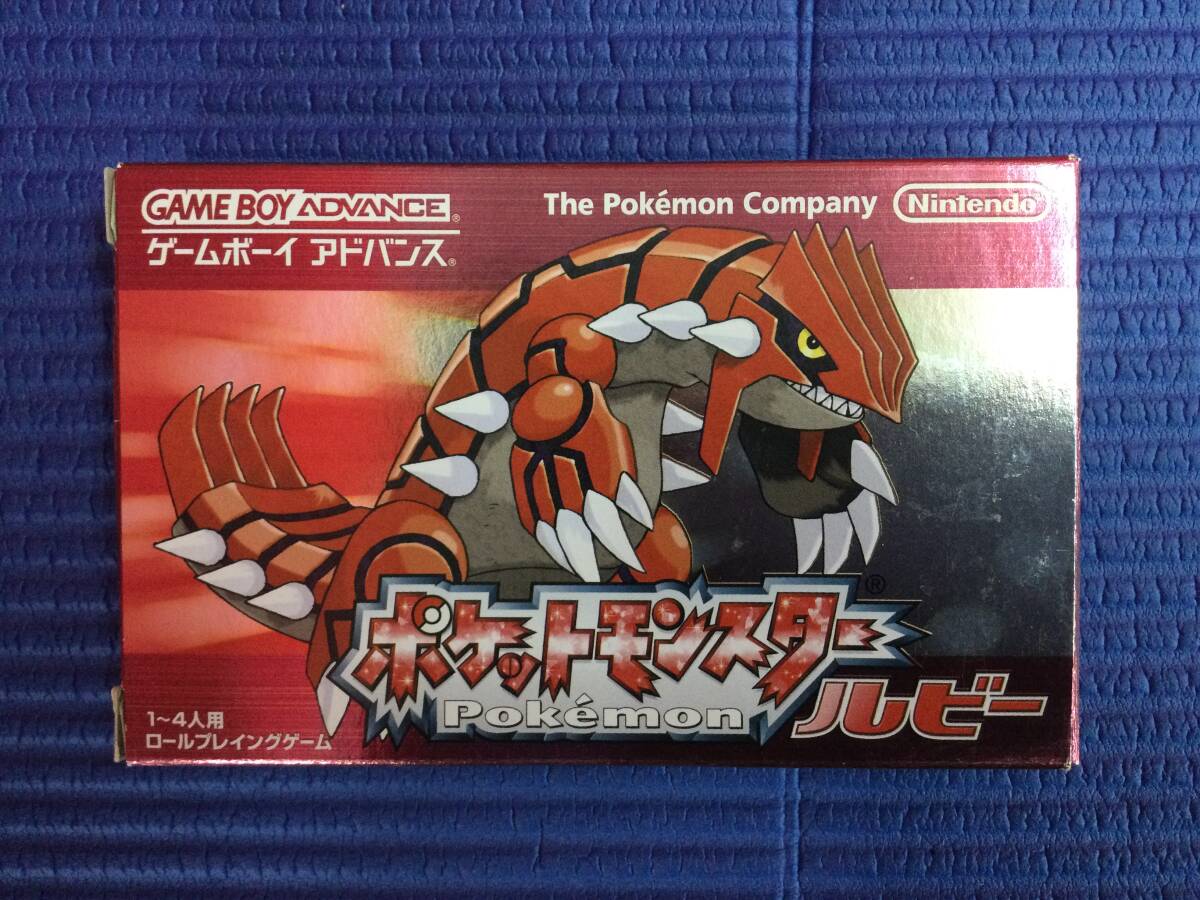 GAME BOY ADVANCE®
ゲームボーイ アドバンス®
The Pokémon Company
Nintendo®
ポケットモンスター®
Pokémon
ルビー
1~4人用
ロールプレイングゲーム